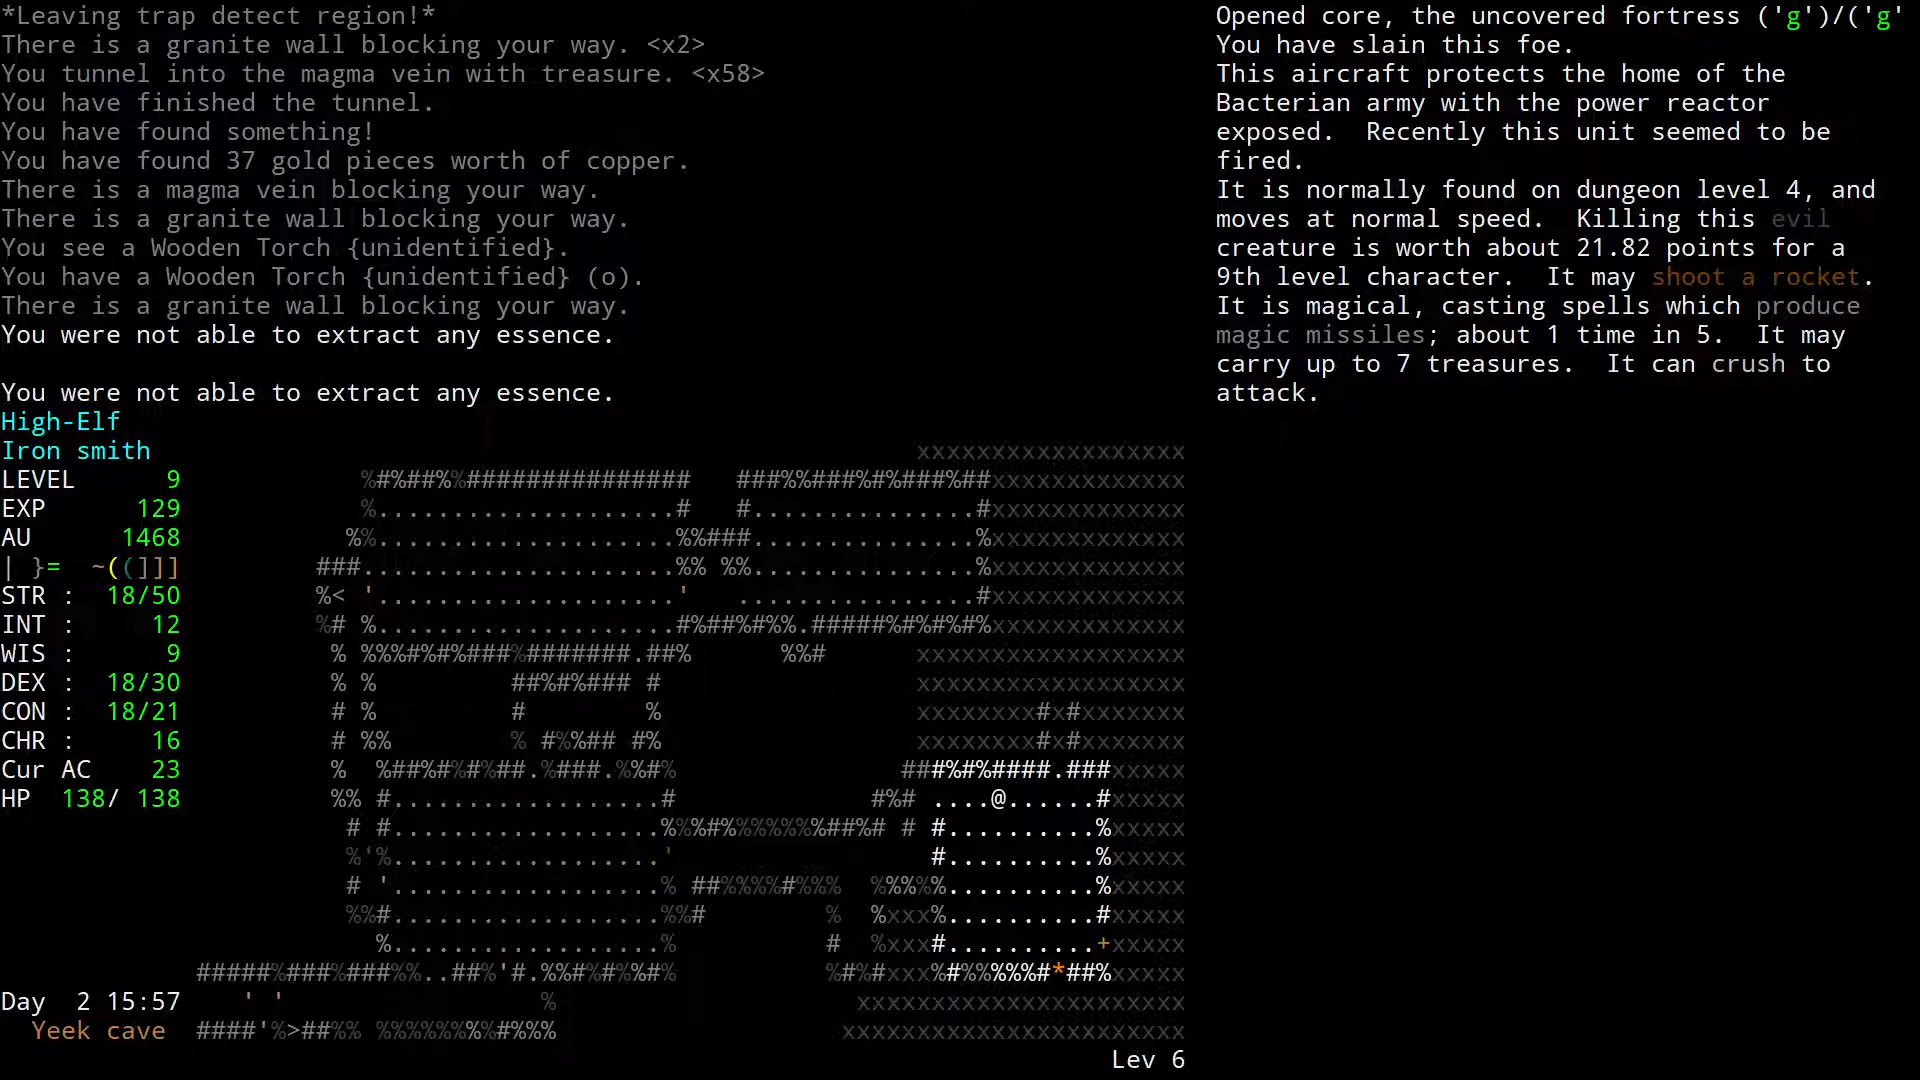 *Leaving trap detect region!*
There is a granite wall blocking your way. <x2>
You tunnel into the magma vein with treasure. <x58>
You have finished the tunnel.
You have found something!
You have found 37 gold pieces worth of copper.
There is a magma vein blocking your way.
There is a granite wall blocking your way.
You see a Wooden Torch {unidentified}.
You have a Wooden Torch {unidentified} (o).
There is a granite wall blocking your way.
You were not able to extract any essence.
You were not able to extract any essence.
High-Elf
Iron smith
LEVEL 9
EXP 129
AU 1468
| }= ~((]]]
STR : 18/50
INT : 12
WIS : 9
DEX : 18/30
CON : 18/21
CHR : 16
Cur AC 23
HP 138/ 138
Day 2 15:57
Yeek cave
Lev 6
Opened core, the uncovered fortress ('g')/('g'
You have slain this foe.
This aircraft protects the home of the
Bacterian army with the power reactor
exposed. Recently this unit seemed to be
fired.
It is normally found on dungeon level 4, and
moves at normal speed. Killing this evil
creature is worth about 21.82 points for a
9th level character. It may shoot a rocket.
It is magical, casting spells which produce
magic missiles; about 1 time in 5. It may
carry up to 7 treasures. It can crush to
attack.